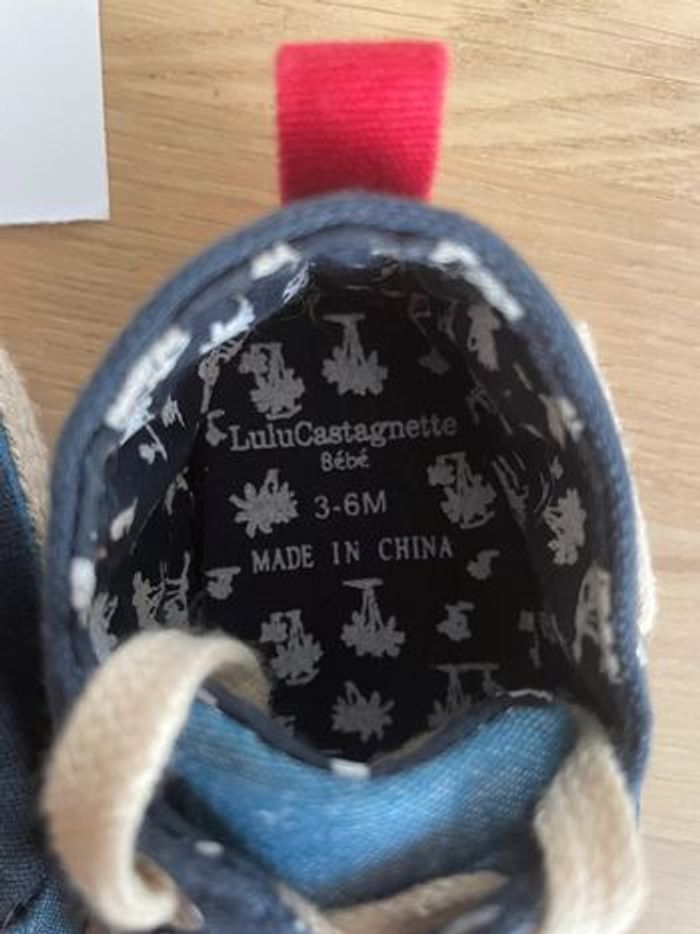 LuluCastagnette
Bébé
3-6M
MADE IN CHINA